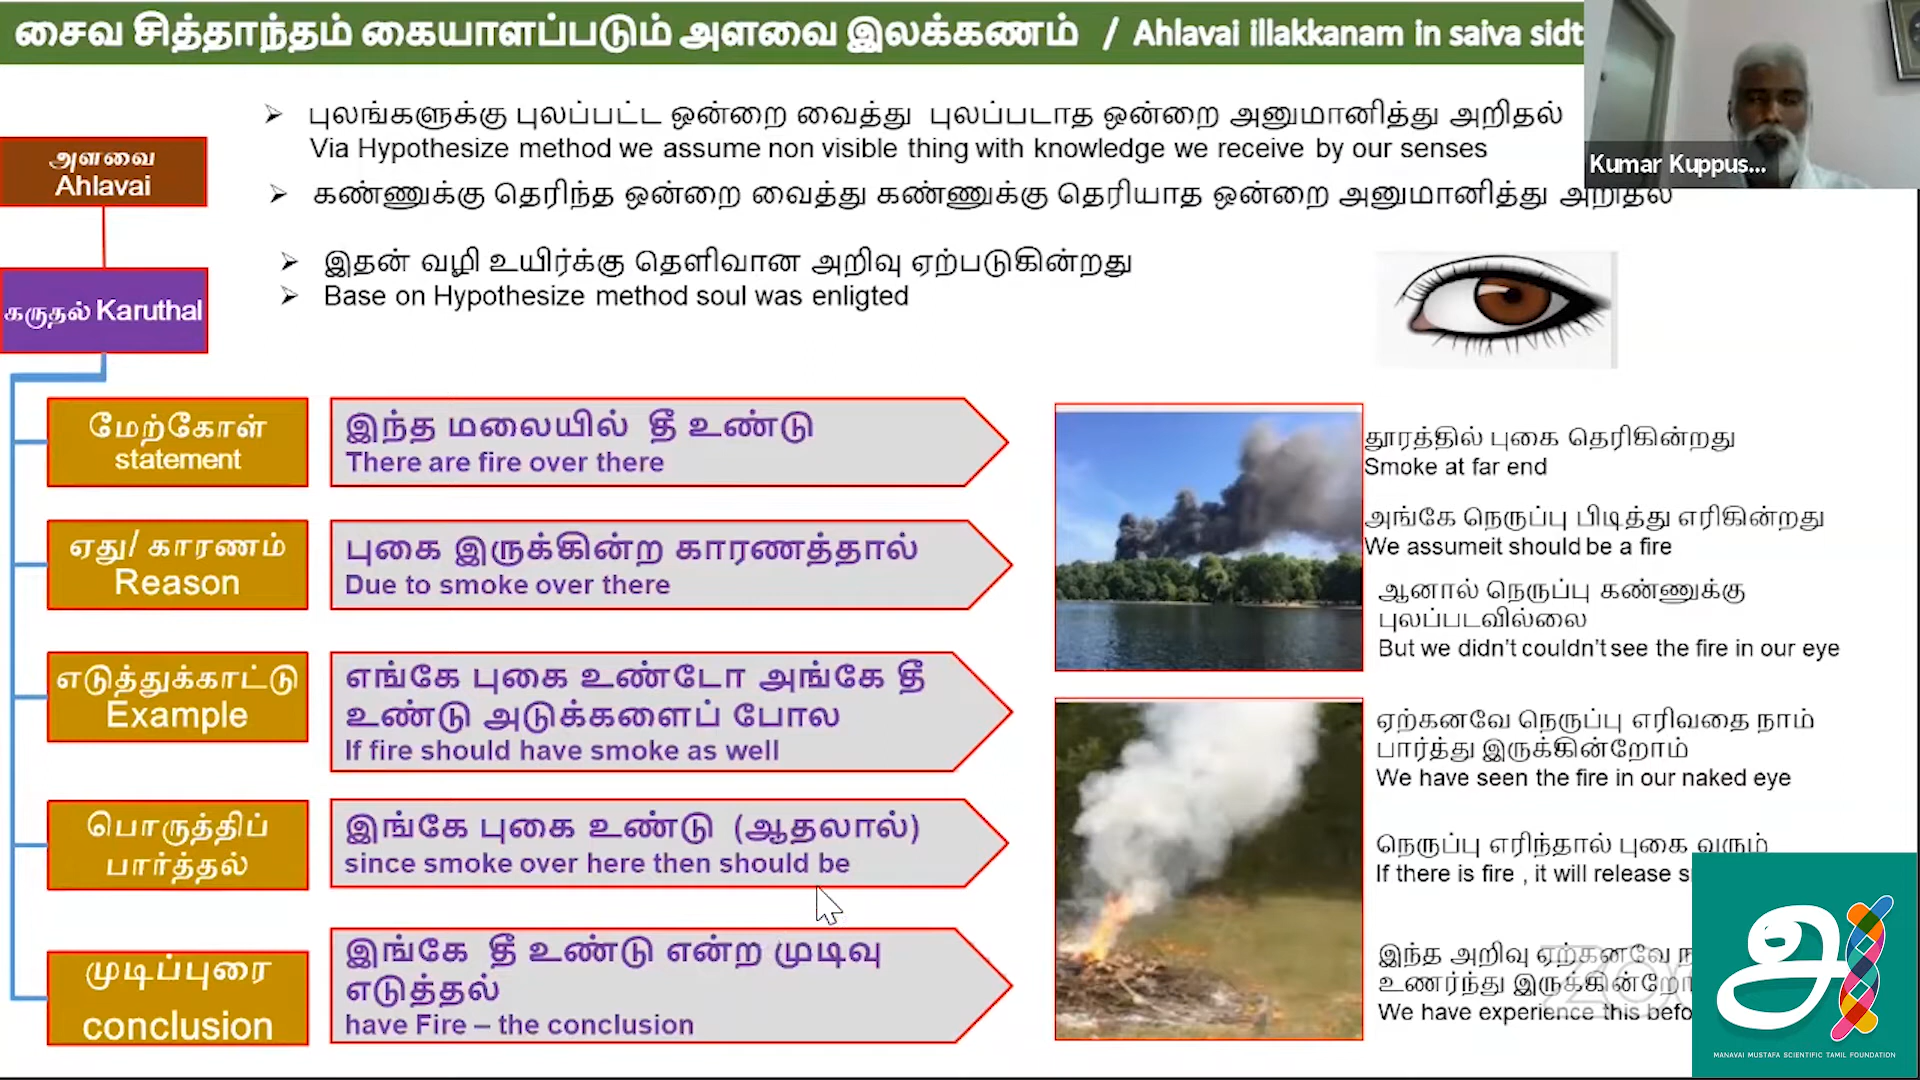 சைவ சித்தாந்தம் கையாளப்படும் அளவை இலக்கணம் / Ahlavai illakkanam in saiva sidt
Kumar Kuppus...
புலங்களுக்கு புலப்பட்ட ஒன்றை வைத்து புலப்படாத ஒன்றை அனுமானித்து அறிதல்
Via Hypothesize method we assume non visible thing with knowledge we receive by our senses
கண்ணுக்கு தெரிந்த ஒன்றை வைத்து கண்ணுக்கு தெரியாத ஒன்றை அனுமானித்து அறிதல்
இதன் வழி உயிர்க்கு தெளிவான அறிவு ஏற்படுகின்றது
Base on Hypothesize method soul was enligted
அளவை
Ahlavai
கருதல் Karuthal
மேற்கோள்
statement
இந்த மலையில் தீ உண்டு
There are fire over there
ஏது/ காரணம்
Reason
புகை இருக்கின்ற காரணத்தால்
Due to smoke over there
எடுத்துக்காட்டு
Example
எங்கே புகை உண்டோ அங்கே தீ
உண்டு அடுக்களைப் போல
If fire should have smoke as well
பொருத்திப்
பார்த்தல்
இங்கே புகை உண்டு (ஆதலால்)
since smoke over here then should be
முடிப்புரை
conclusion
இங்கே தீ உண்டு என்ற முடிவு
எடுத்தல்
have Fire – the conclusion
தூரத்தில் புகை தெரிகின்றது
Smoke at far end
அங்கே நெருப்பு பிடித்து எரிகின்றது
We assumeit should be a fire
ஆனால் நெருப்பு கண்ணுக்கு
புலப்படவில்லை
But we didn't couldn't see the fire in our eye
ஏற்கனவே நெருப்பு எரிவதை நாம்
பார்த்து இருக்கின்றோம்
We have seen the fire in our naked eye
நெருப்பு எரிந்தால் புகை வரும்
If there is fire , it will release s
இந்த அறிவு ஏற்கனவே ந
உணர்ந்து இருக்கின்றோ
We have experience this befo
அ
MANAVAI MUSTAFA SCIENTIFIC TAMIL FOUNDATION